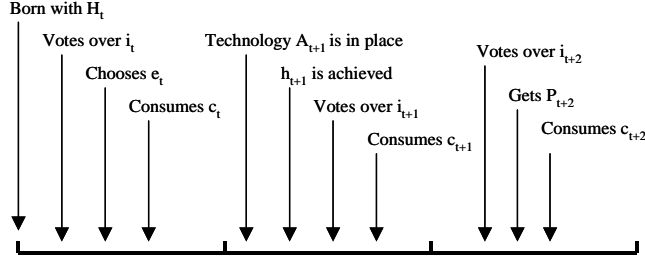 Born with H_t
Votes over i_t
Chooses e_t
Consumes c_t
Technology A_{t+1} is in place
h_{t+1} is achieved
Votes over i_{t+1}
Consumes c_{t+1}
Votes over i_{t+2}
Gets P_{t+2}
Consumes c_{t+2}